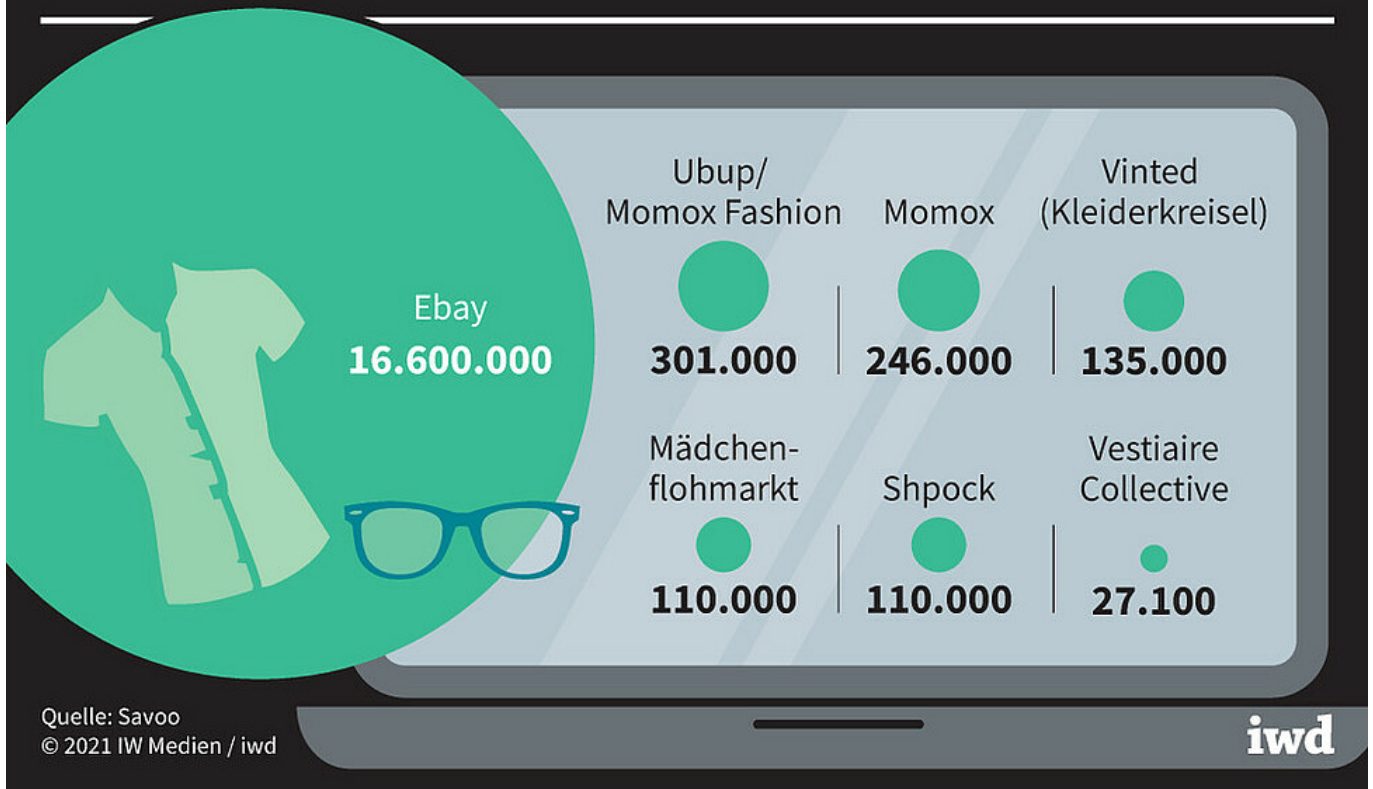 Ebay
16.600.000
Ubup/
Momox Fashion
301.000
Momox
246.000
Vinted
(Kleiderkreisel)
135.000
Mädchen-
flohmarkt
110.000
Shpock
110.000
Vestiaire
Collective
27.100
Quelle: Savoo
© 2021 IW Medien / iwd
iwd